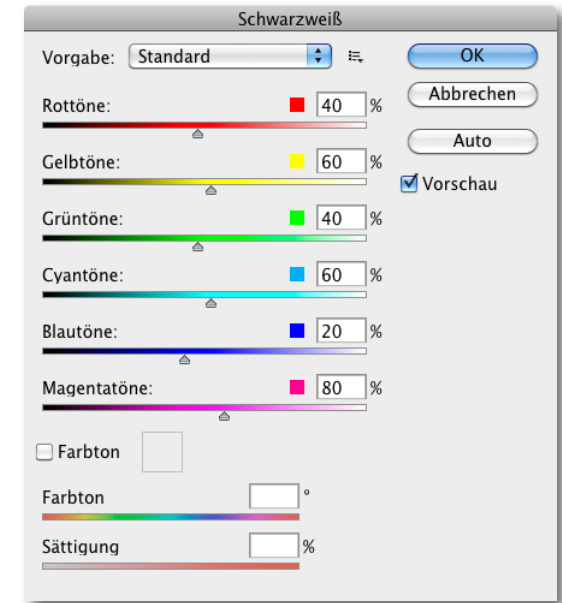 Schwarzweiß
Vorgabe: Standard
OK
Abbrechen
Auto
Vorschau
Rottöne: 40 %
Gelbtöne: 60 %
Grüntöne: 40 %
Cyantöne: 60 %
Blautöne: 20 %
Magentatöne: 80 %
Farbton
Farbton °
Sättigung %